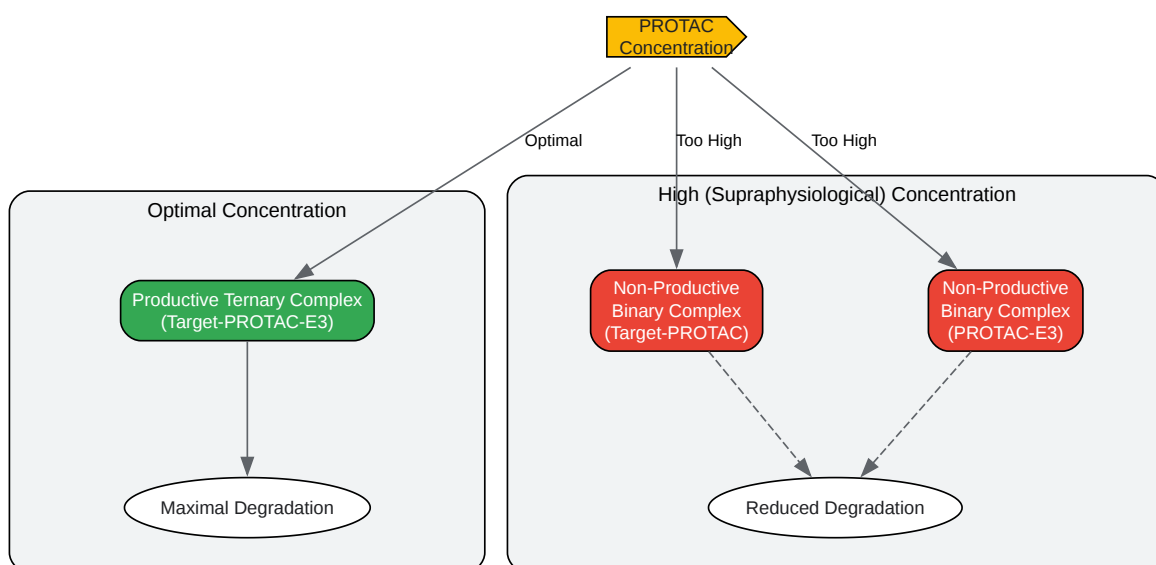 PROTAC
Concentration
Optimal
Too High
Too High
Optimal Concentration
High (Supraphysiological) Concentration
Productive Ternary Complex
(Target-PROTAC-E3)
Non-Productive
Binary Complex
(Target-PROTAC)
Non-Productive
Binary Complex
(PROTAC-E3)
Maximal Degradation
Reduced Degradation